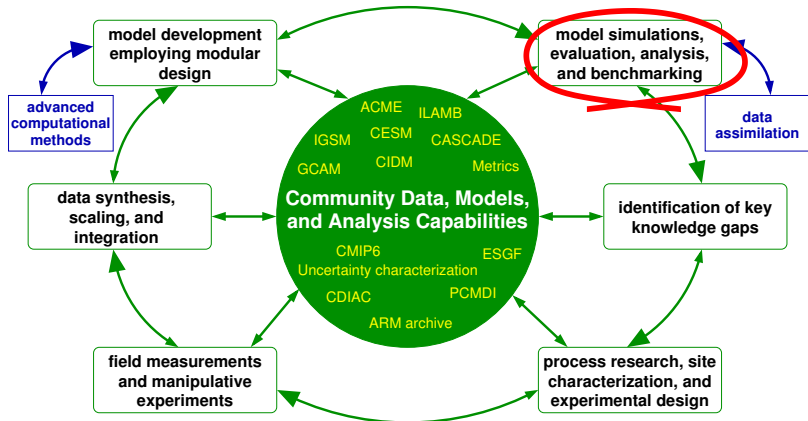 model development
employing modular
design
model simulations,
evaluation, analysis,
and benchmarking
advanced
computational
methods
data
assimilation
ACME
ILAMB
IGSM
CESM
CASCADE
GCAM
CIDM
Metrics
Community Data, Models,
and Analysis Capabilities
data synthesis,
scaling, and
integration
identification of key
knowledge gaps
CMIP6
ESGF
Uncertainty characterization
CDIAC
PCMDI
ARM archive
field measurements
and manipulative
experiments
process research, site
characterization, and
experimental design